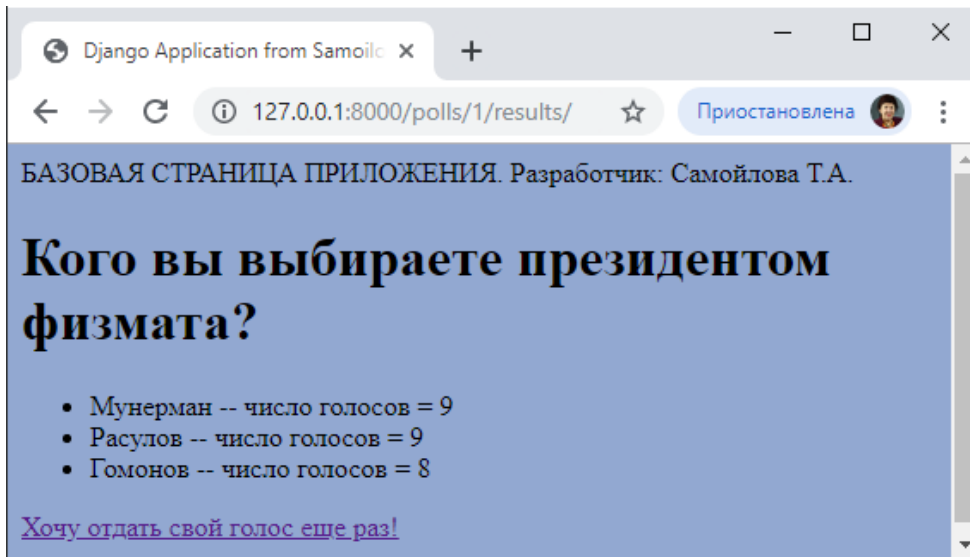 Django Application from Samoilo
127.0.0.1:8000/polls/1/results/
Приостановлена
БАЗОВАЯ СТРАНИЦА ПРИЛОЖЕНИЯ. Разработчик: Самойлова Т.А.
Кого вы выбираете президентом
физмата?
• Мунерман -- число голосов = 9
• Расулов -- число голосов = 9
• Гомонов -- число голосов = 8
Хочу отдать свой голос еще раз!